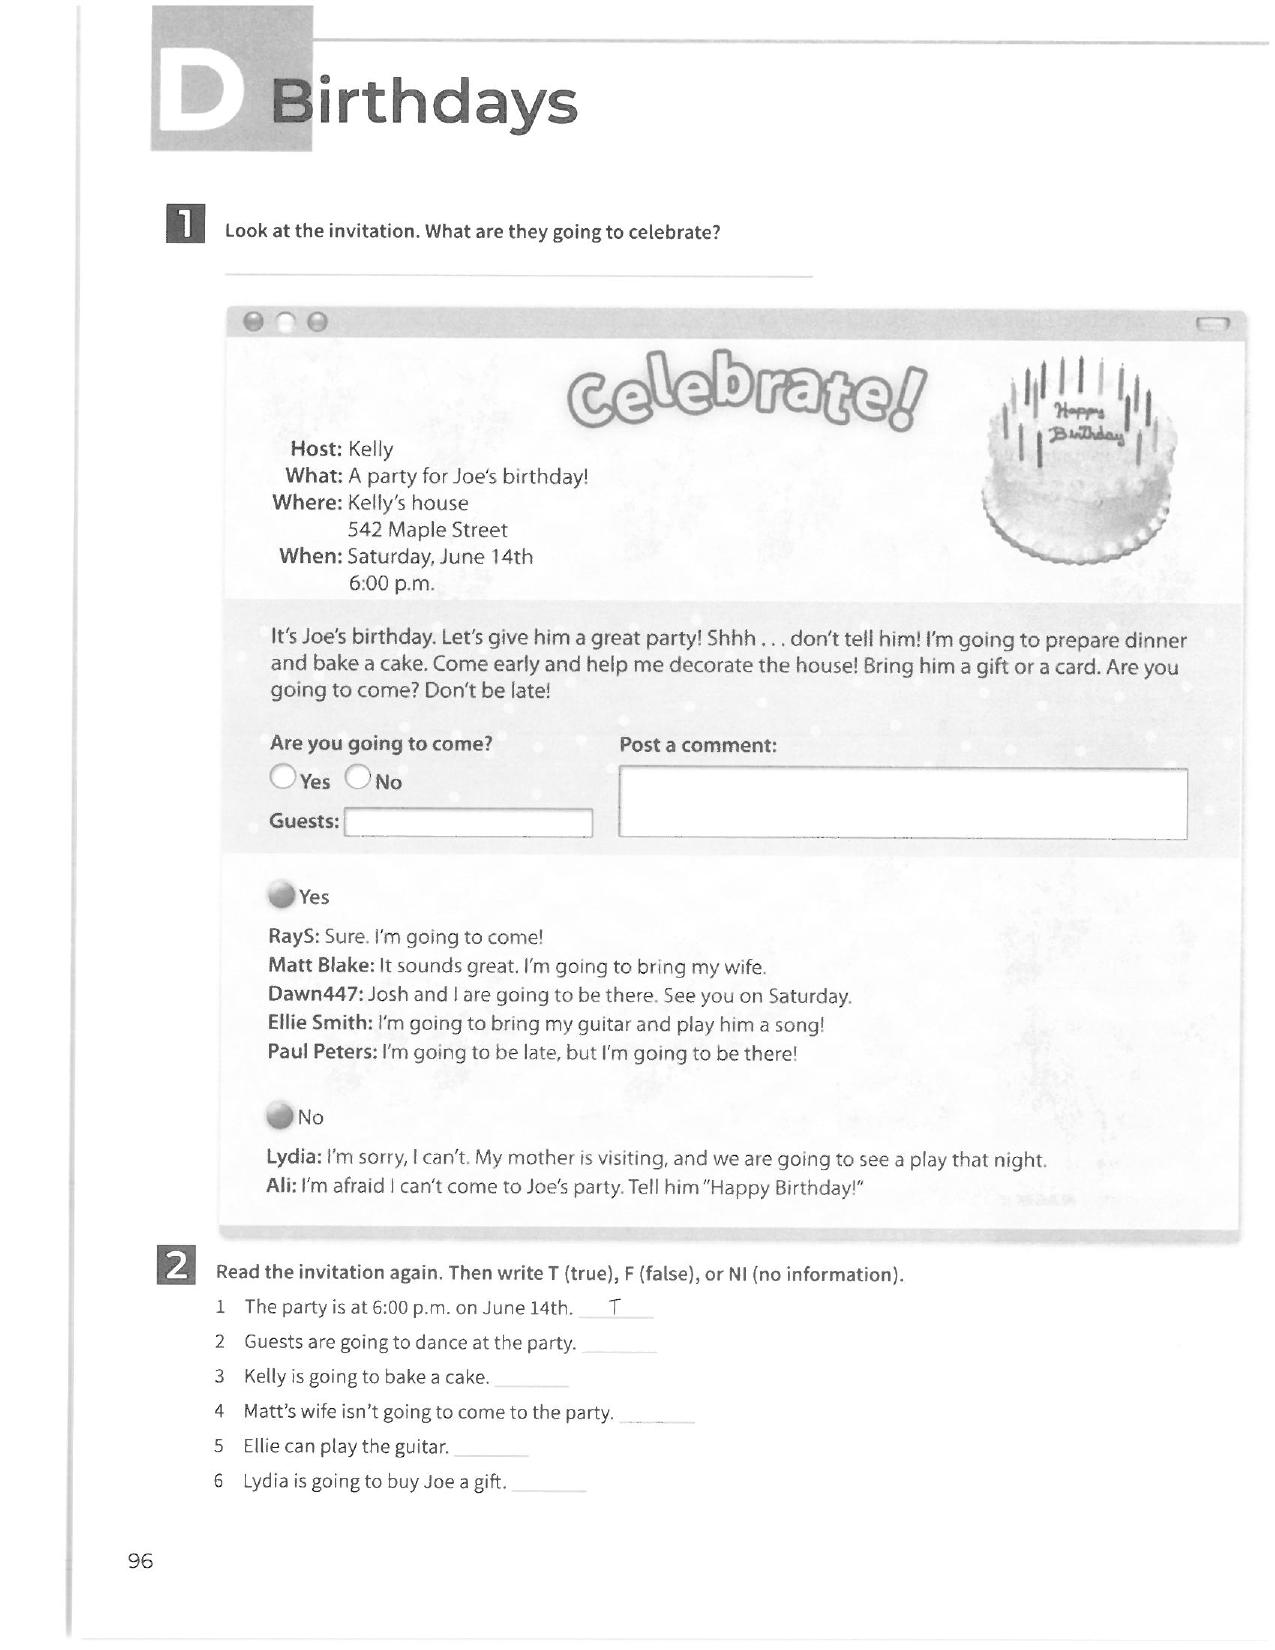 D Birthdays
1 Look at the invitation. What are they going to celebrate?
Celebrate!
Happy
Birthday
Host: Kelly
What: A party for Joe's birthday!
Where: Kelly's house
542 Maple Street
When: Saturday, June 14th
6:00 p.m.
It's Joe's birthday. Let's give him a great party! Shhh . . . don't tell him! I'm going to prepare dinner
and bake a cake. Come early and help me decorate the house! Bring him a gift or a card. Are you
going to come? Don't be late!
Are you going to come?
Yes No
Guests:
Post a comment:
Yes
RayS: Sure. I'm going to come!
Matt Blake: It sounds great. I'm going to bring my wife.
Dawn447: Josh and I are going to be there. See you on Saturday.
Ellie Smith: I'm going to bring my guitar and play him a song!
Paul Peters: I'm going to be late, but I'm going to be there!
No
Lydia: I'm sorry, I can't. My mother is visiting, and we are going to see a play that night.
Ali: I'm afraid I can't come to Joe's party. Tell him "Happy Birthday!"
2 Read the invitation again. Then write T (true), F (false), or NI (no information).
1 The party is at 6:00 p.m. on June 14th. T
2 Guests are going to dance at the party.
3 Kelly is going to bake a cake.
4 Matt's wife isn't going to come to the party.
5 Ellie can play the guitar.
6 Lydia is going to buy Joe a gift.
96